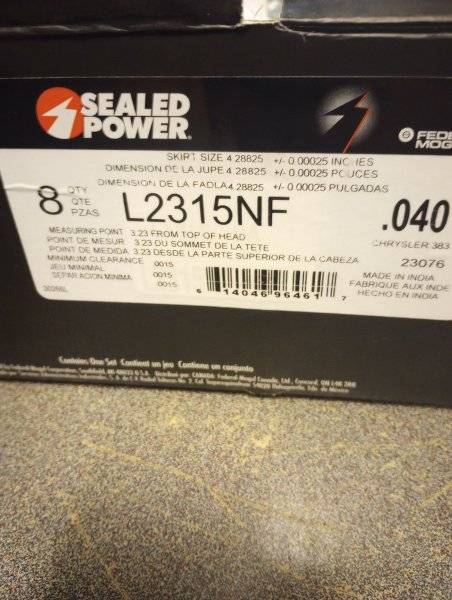 SEALED
POWER
FEDE
MOG
SKIRT SIZE 4.28825 +/- 0.00025 INCHES
DIMENSION DE LA JUPE 4.28825 +/- 0.00025 POUCES
DIMENSION DE LA FADLA 4.28825 +/- 0.00025 PULGADAS
8 QTY
QTE
PZAS
L2315NF
.040
MEASURING POINT 3.23 FROM TOP OF HEAD
POINT DE MESUR 3.23 DU SOMMET DE LA TETE
POINT DE MEDIDA 3.23 DESDE LA PARTE SUPERIOR DE LA CABEZA
MINIMUM CLEARANCE .0015
JEU MINIMAL .0015
SEPARACION MINIMA .0015
CHRYSLER 383
23076
MADE IN INDIA
FABRIQUE AUX INDE
HECHO EN INDIA
6 14046 96461 7
Contains One Set Contient un jeu Contiene un conjunto